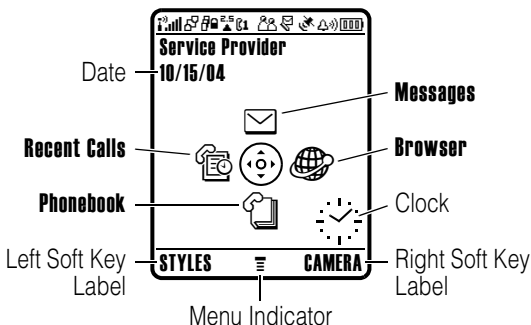 Service Provider
Date
10/15/04
Messages
Recent Calls
Browser
Phonebook
Clock
Left Soft Key
Label
STYLES
CAMERA
Right Soft Key
Label
Menu Indicator